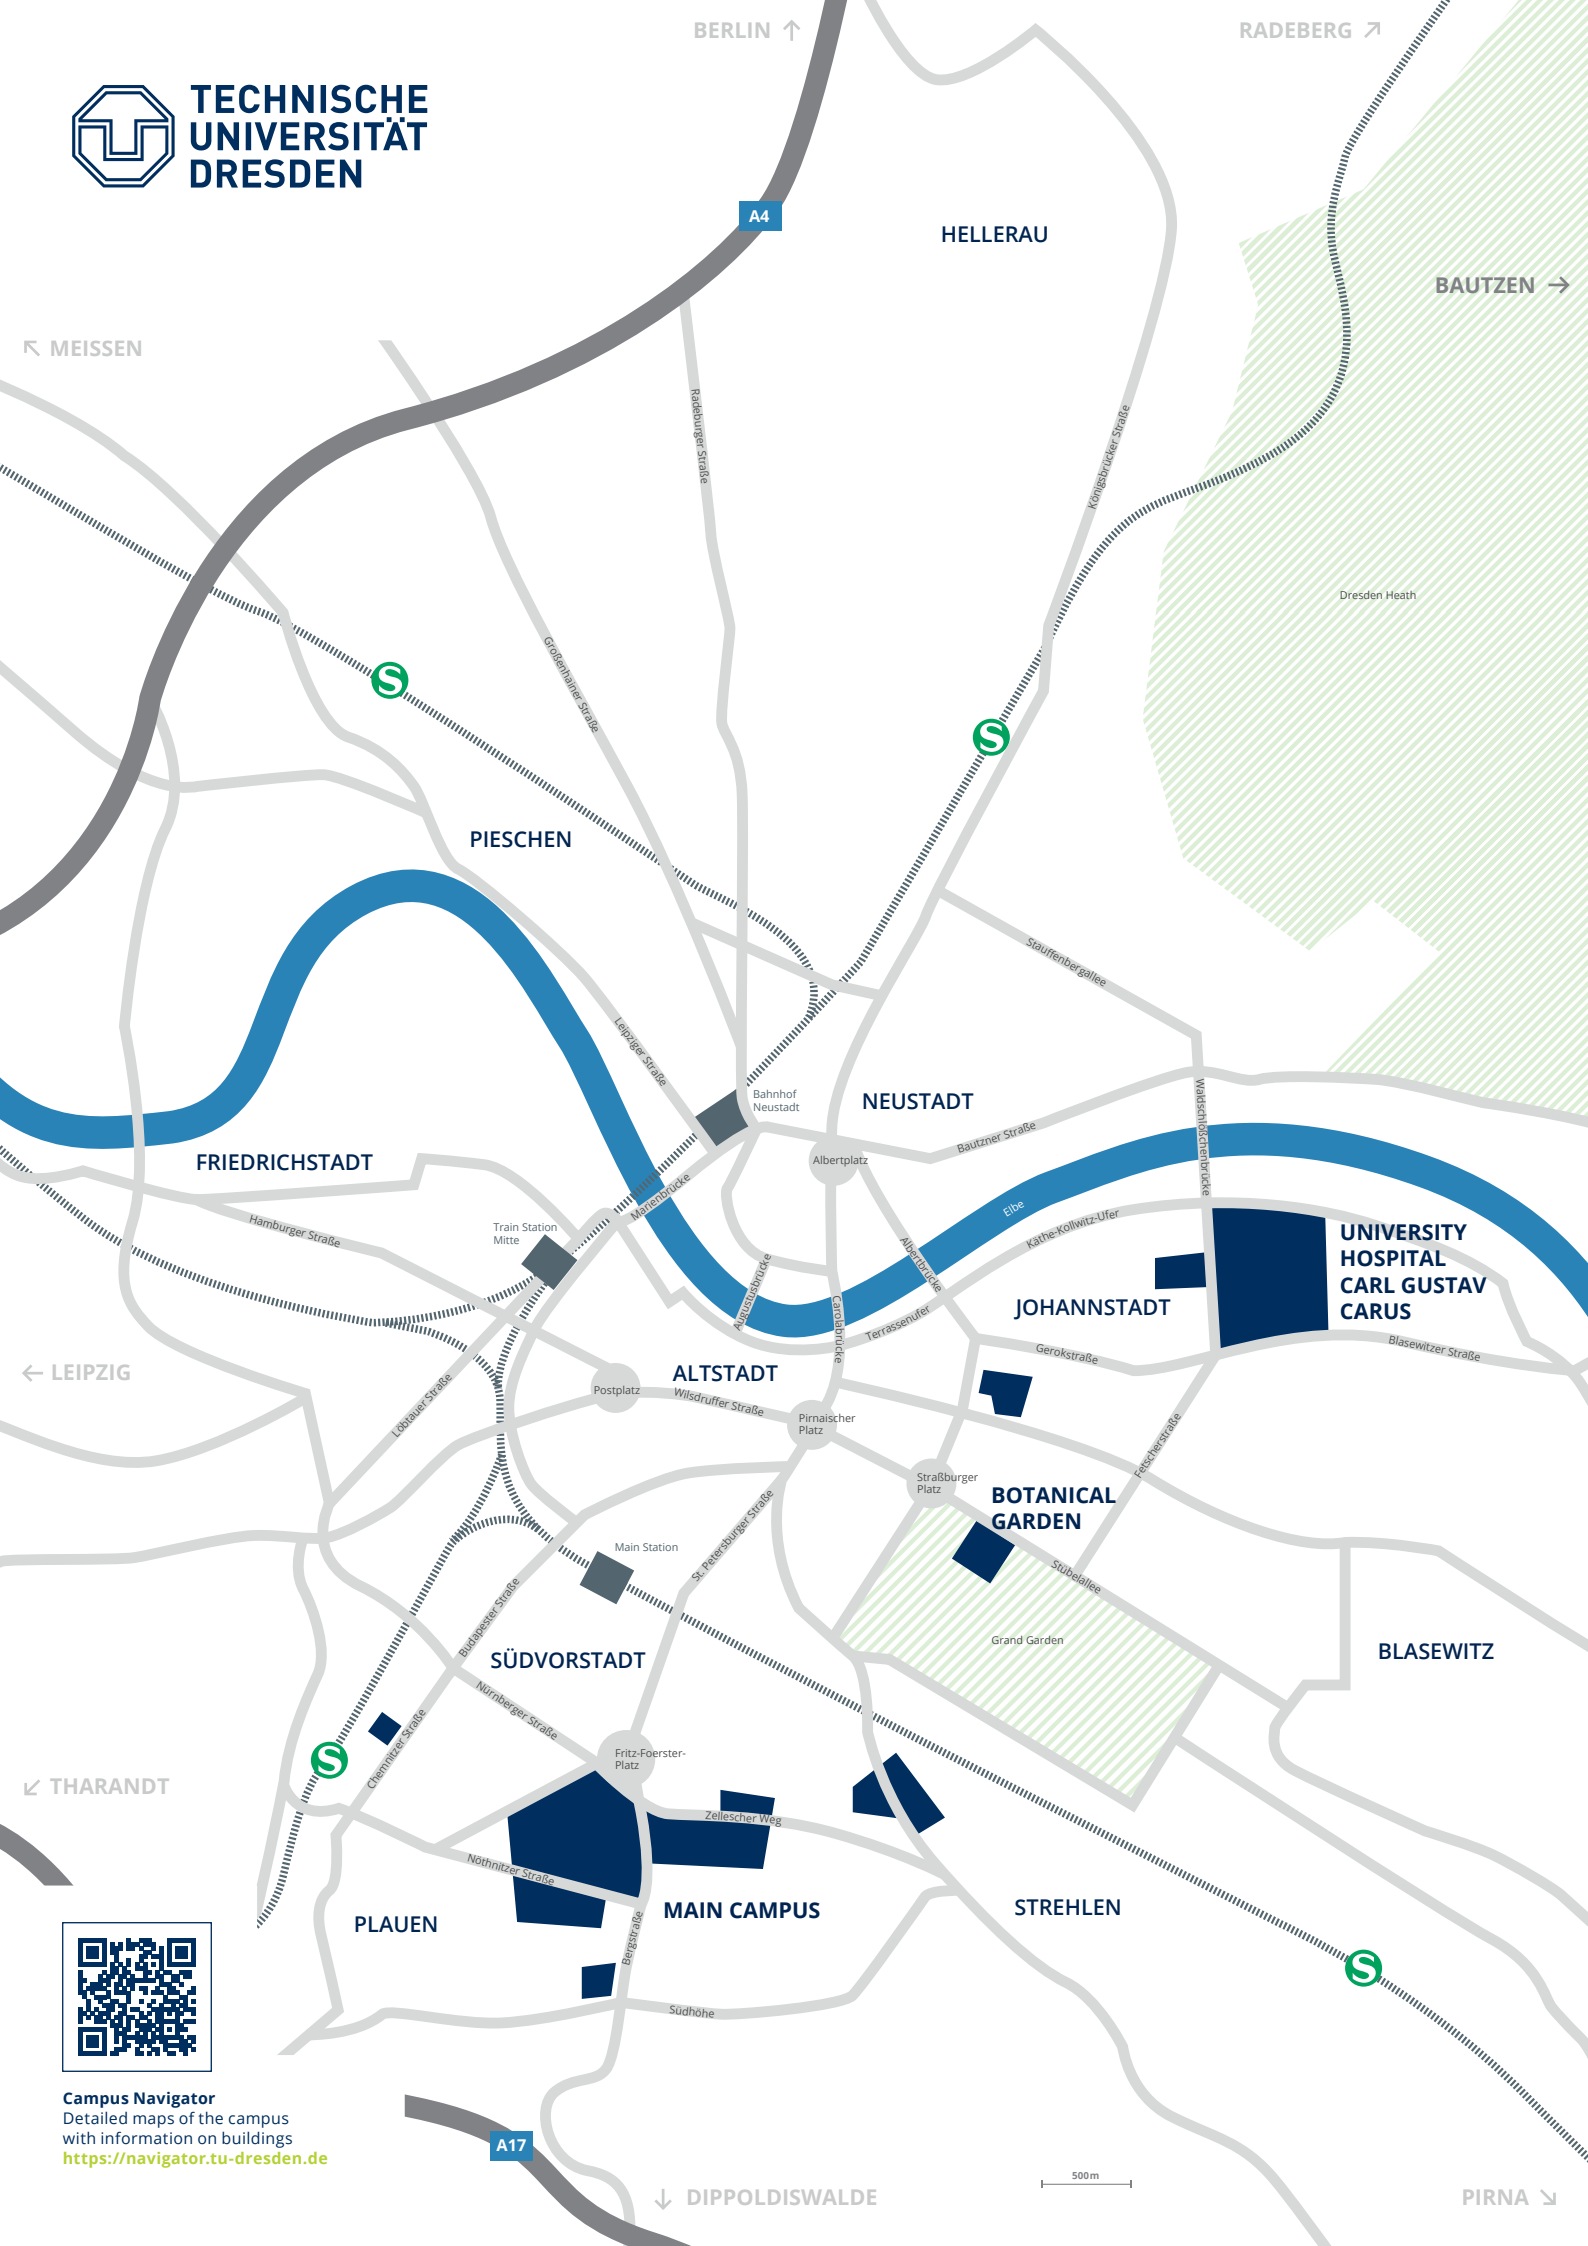 BERLIN ↑
RADEBERG ↗
TECHNISCHE
UNIVERSITÄT
DRESDEN
A4
HELLERAU
BAUTZEN →
↖ MEISSEN
Radeburger Straße
Königsbrücker Straße
Dresden Heath
S
Großenhainer Straße
S
PIESCHEN
Stauffenbergallee
Leipziger Straße
Bahnhof
Neustadt
NEUSTADT
Waldschlößchenbrücke
Bautzner Straße
FRIEDRICHSTADT
Albertplatz
Marienbrücke
Elbe
Hamburger Straße
Train Station
Mitte
Käthe-Kollwitz-Ufer
Albertbrücke
UNIVERSITY
HOSPITAL
CARL GUSTAV
CARUS
Augustusbrücke
Carolabrücke
Terrassenufer
JOHANNSTADT
Gerokstraße
Blasewitzer Straße
← LEIPZIG
ALTSTADT
Löbtauer Straße
Postplatz
Wilsdruffer Straße
Pirnaischer
Platz
Fetscherstraße
Straßburger
Platz
BOTANICAL
GARDEN
St. Petersburger Straße
Main Station
Stübelallee
Budapester Straße
Grand Garden
SÜDVORSTADT
BLASEWITZ
Nürnberger Straße
Chemnitzer Straße
S
Fritz-Foerster-
Platz
↙ THARANDT
Zellescher Weg
Nöthnitzer Straße
MAIN CAMPUS
STREHLEN
PLAUEN
Bergstraße
S
Südhöhe
Campus Navigator
Detailed maps of the campus
with information on buildings
https://navigator.tu-dresden.de
A17
500m
↓ DIPPOLDISWALDE
PIRNA ↘